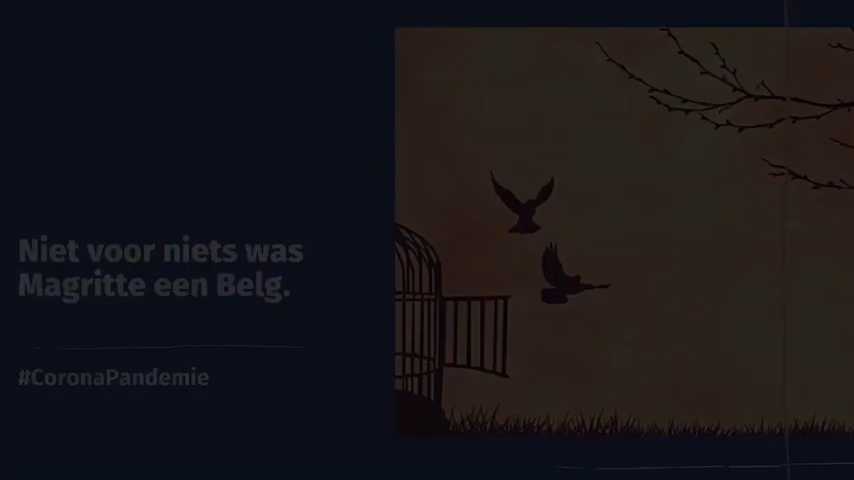 Niet voor niets was
Magritte een Belg.
#CoronaPandemie